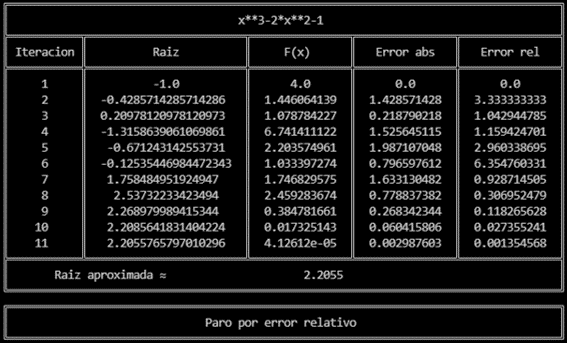 x**3-2*x**2-1
Iteracion Raiz F(x) Error abs Error rel
1 -1.0 4.0 0.0 0.0
2 -0.4285714285714286 1.446064139 1.428571428 3.333333333
3 0.20978120978120973 1.078784227 0.218790218 1.042944785
4 -1.3158639061069861 6.741411122 1.525645115 1.159424701
5 -0.671243142553731 2.203574961 1.987107048 2.960338695
6 -0.12535446984472343 1.033397274 0.796597612 6.354760331
7 1.758484951924947 1.746829575 1.633130482 0.928714505
8 2.53732233423494 2.459283674 0.778837382 0.306952479
9 2.268979989415344 0.384781661 0.268342344 0.118265628
10 2.2085641831404224 0.017325143 0.060415806 0.027355241
11 2.2055765797010296 4.12612e-05 0.002987603 0.001354568
Raiz aproximada ≈ 2.2055
Paro por error relativo